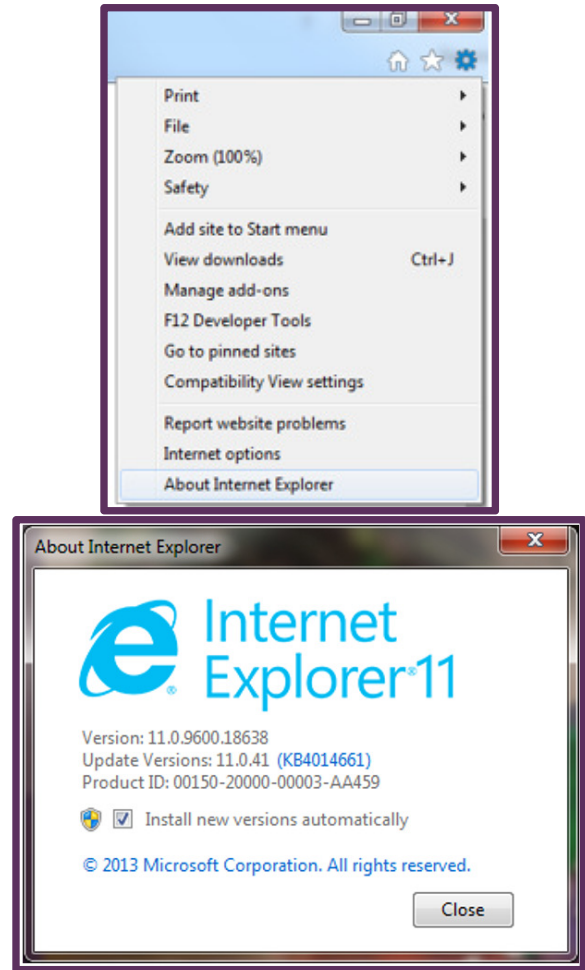 Print
File
Zoom (100%)
Safety
Add site to Start menu
View downloads Ctrl+J
Manage add-ons
F12 Developer Tools
Go to pinned sites
Compatibility View settings
Report website problems
Internet options
About Internet Explorer
About Internet Explorer
Internet
Explorer®11
Version: 11.0.9600.18638
Update Versions: 11.0.41 (KB4014661)
Product ID: 00150-20000-00003-AA459
Install new versions automatically
© 2013 Microsoft Corporation. All rights reserved.
Close